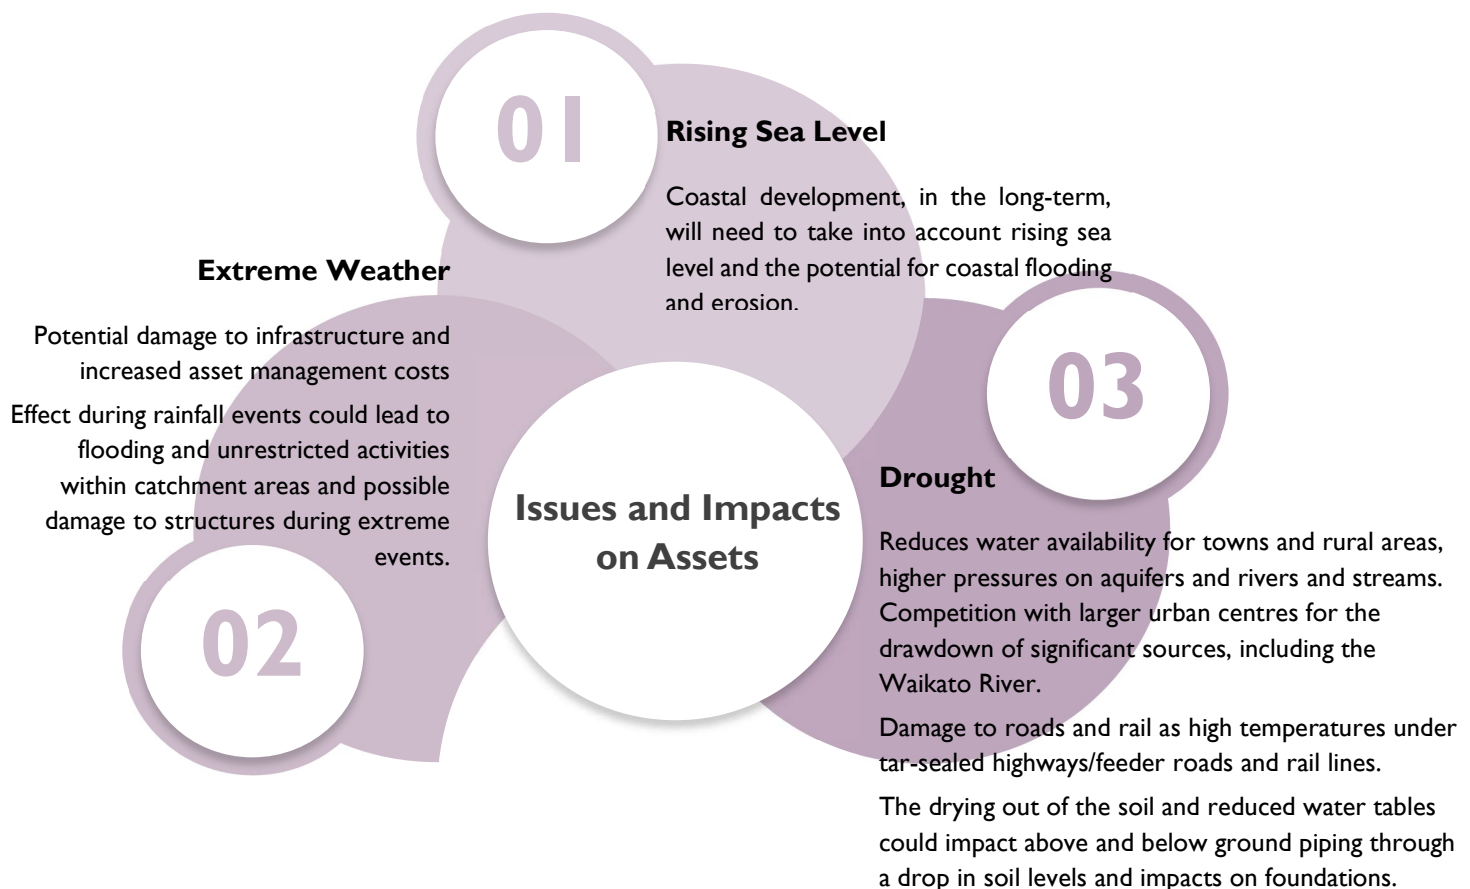 01
Rising Sea Level
Coastal development, in the long-term,
will need to take into account rising sea
level and the potential for coastal flooding
and erosion.
Extreme Weather
Potential damage to infrastructure and
increased asset management costs
Effect during rainfall events could lead to
flooding and unrestricted activities
within catchment areas and possible
damage to structures during extreme
events.
02
Issues and Impacts
on Assets
03
Drought
Reduces water availability for towns and rural areas,
higher pressures on aquifers and rivers and streams.
Competition with larger urban centres for the
drawdown of significant sources, including the
Waikato River.
Damage to roads and rail as high temperatures under
tar-sealed highways/feeder roads and rail lines.
The drying out of the soil and reduced water tables
could impact above and below ground piping through
a drop in soil levels and impacts on foundations.